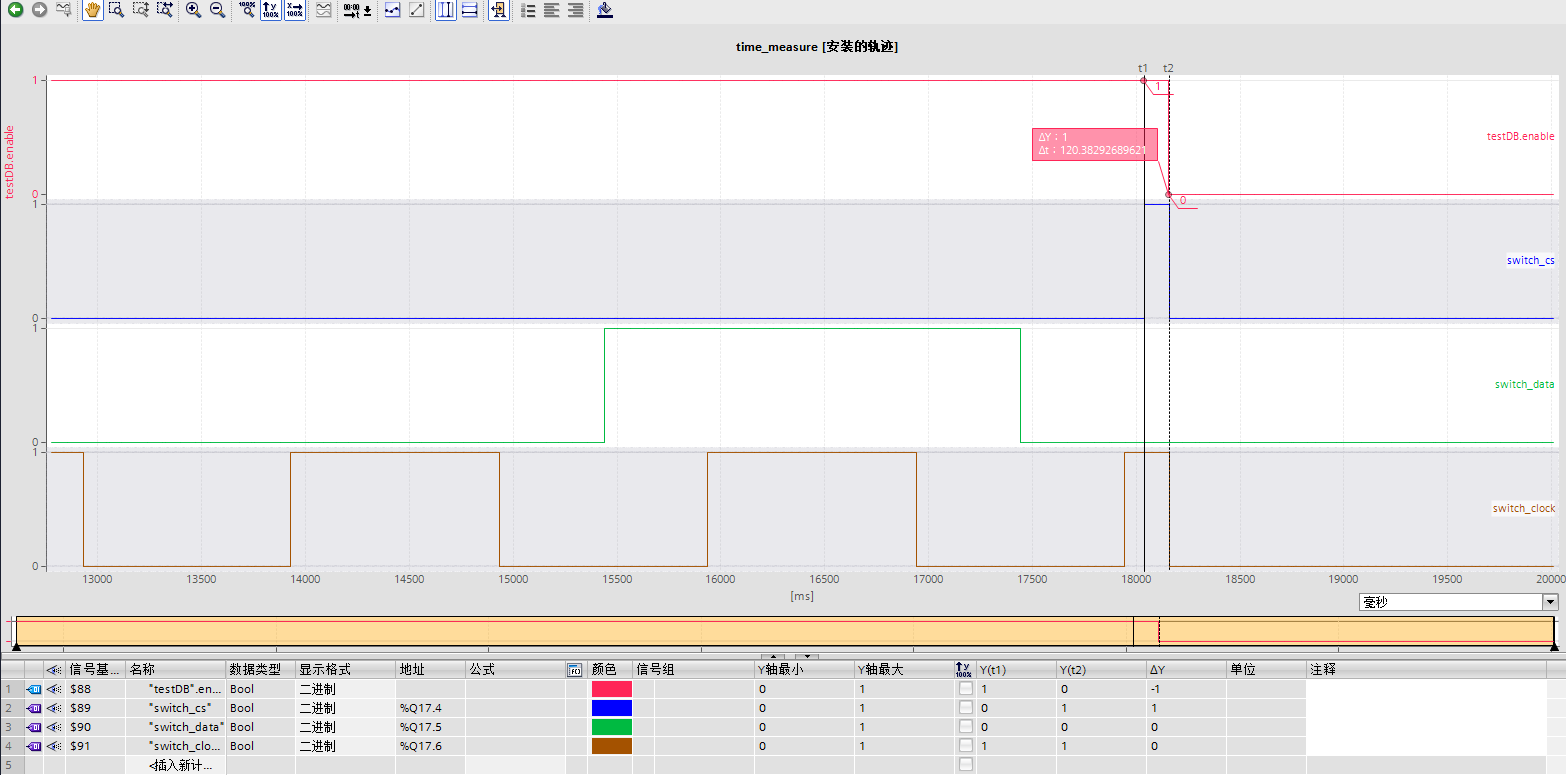 100% y 100% x 100% 00:00 t
time_measure [安装的轨迹]
t1 t2
1
1
testDB.enable
ΔY：1
Δt：120.38292689621
testDB.enable
0
0
1
switch_cs
0
1
switch_data
0
1
switch_clock
0
13000 13500 14000 14500 15000 15500 16000 16500 17000 17500 18000 18500 19000 19500 20000
[ms]
毫秒
信号基... 名称 数据类型 显示格式 地址 公式 颜色 信号组 Y轴最小 Y轴最大 y 100% Y(t1) Y(t2) ΔY 单位 注释
1 $88 "testDB".en... Bool 二进制 0 1 1 0 -1
2 $89 "switch_cs" Bool 二进制 %Q17.4 0 1 0 1 1
3 $90 "switch_data" Bool 二进制 %Q17.5 0 1 0 0 0
4 $91 "switch_clo... Bool 二进制 %Q17.6 0 1 1 1 0
5 <插入新计...